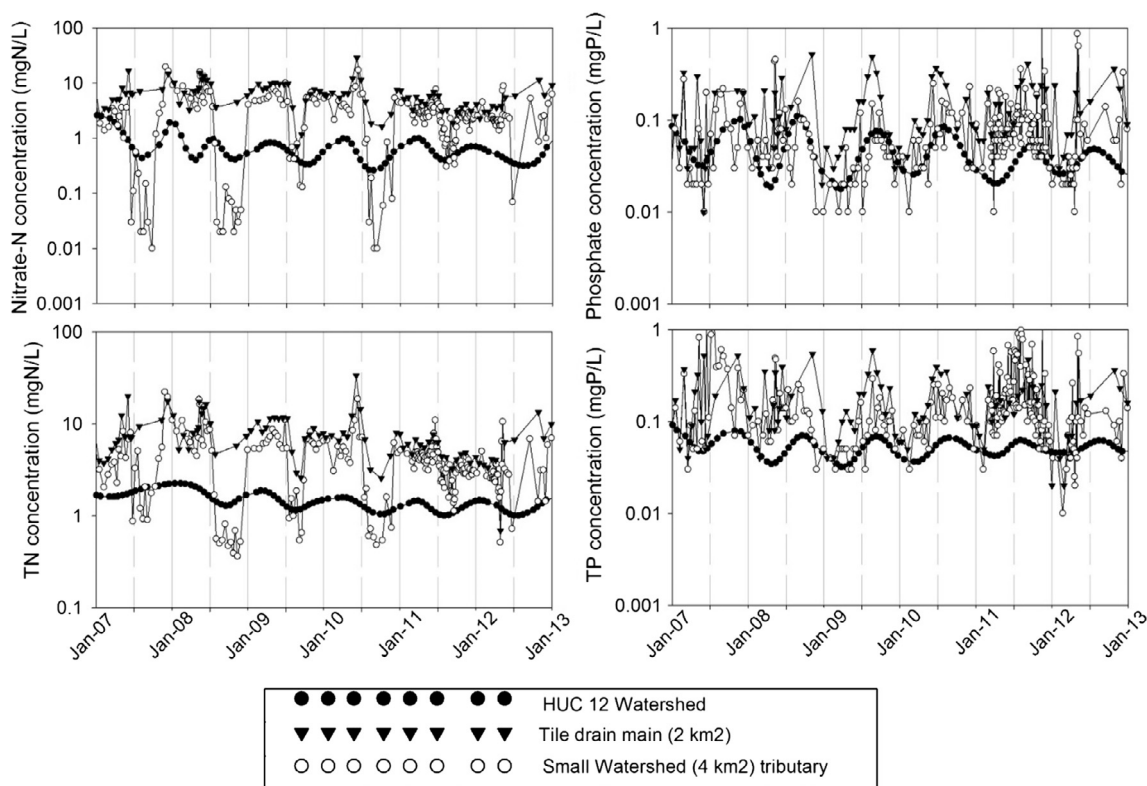 Nitrate-N concentration (mgN/L)
100
10
1
0.1
0.01
0.001
Phosphate concentration (mgP/L)
1
0.1
0.01
0.001
TN concentration (mgN/L)
100
10
1
0.1
Jan-07
Jan-08
Jan-09
Jan-10
Jan-11
Jan-12
Jan-13
TP concentration (mgP/L)
1
0.1
0.01
0.001
Jan-07
Jan-08
Jan-09
Jan-10
Jan-11
Jan-12
Jan-13
HUC 12 Watershed
Tile drain main (2 km2)
Small Watershed (4 km2) tributary